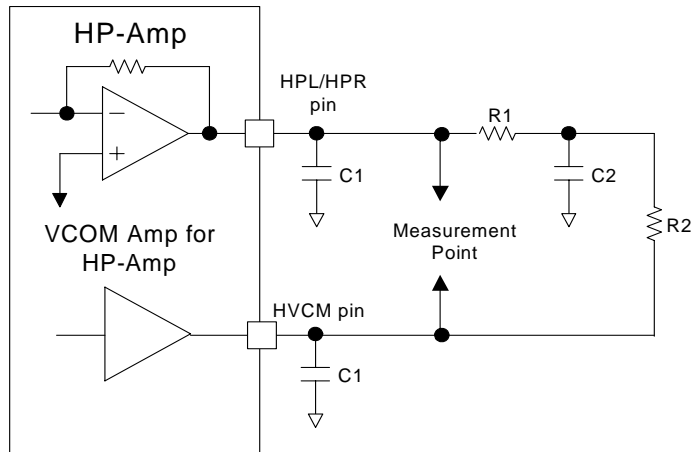 HP-Amp
HPL/HPR
pin
R1
−
+
C1
C2
R2
Measurement
Point
VCOM Amp for
HP-Amp
HVCM pin
C1